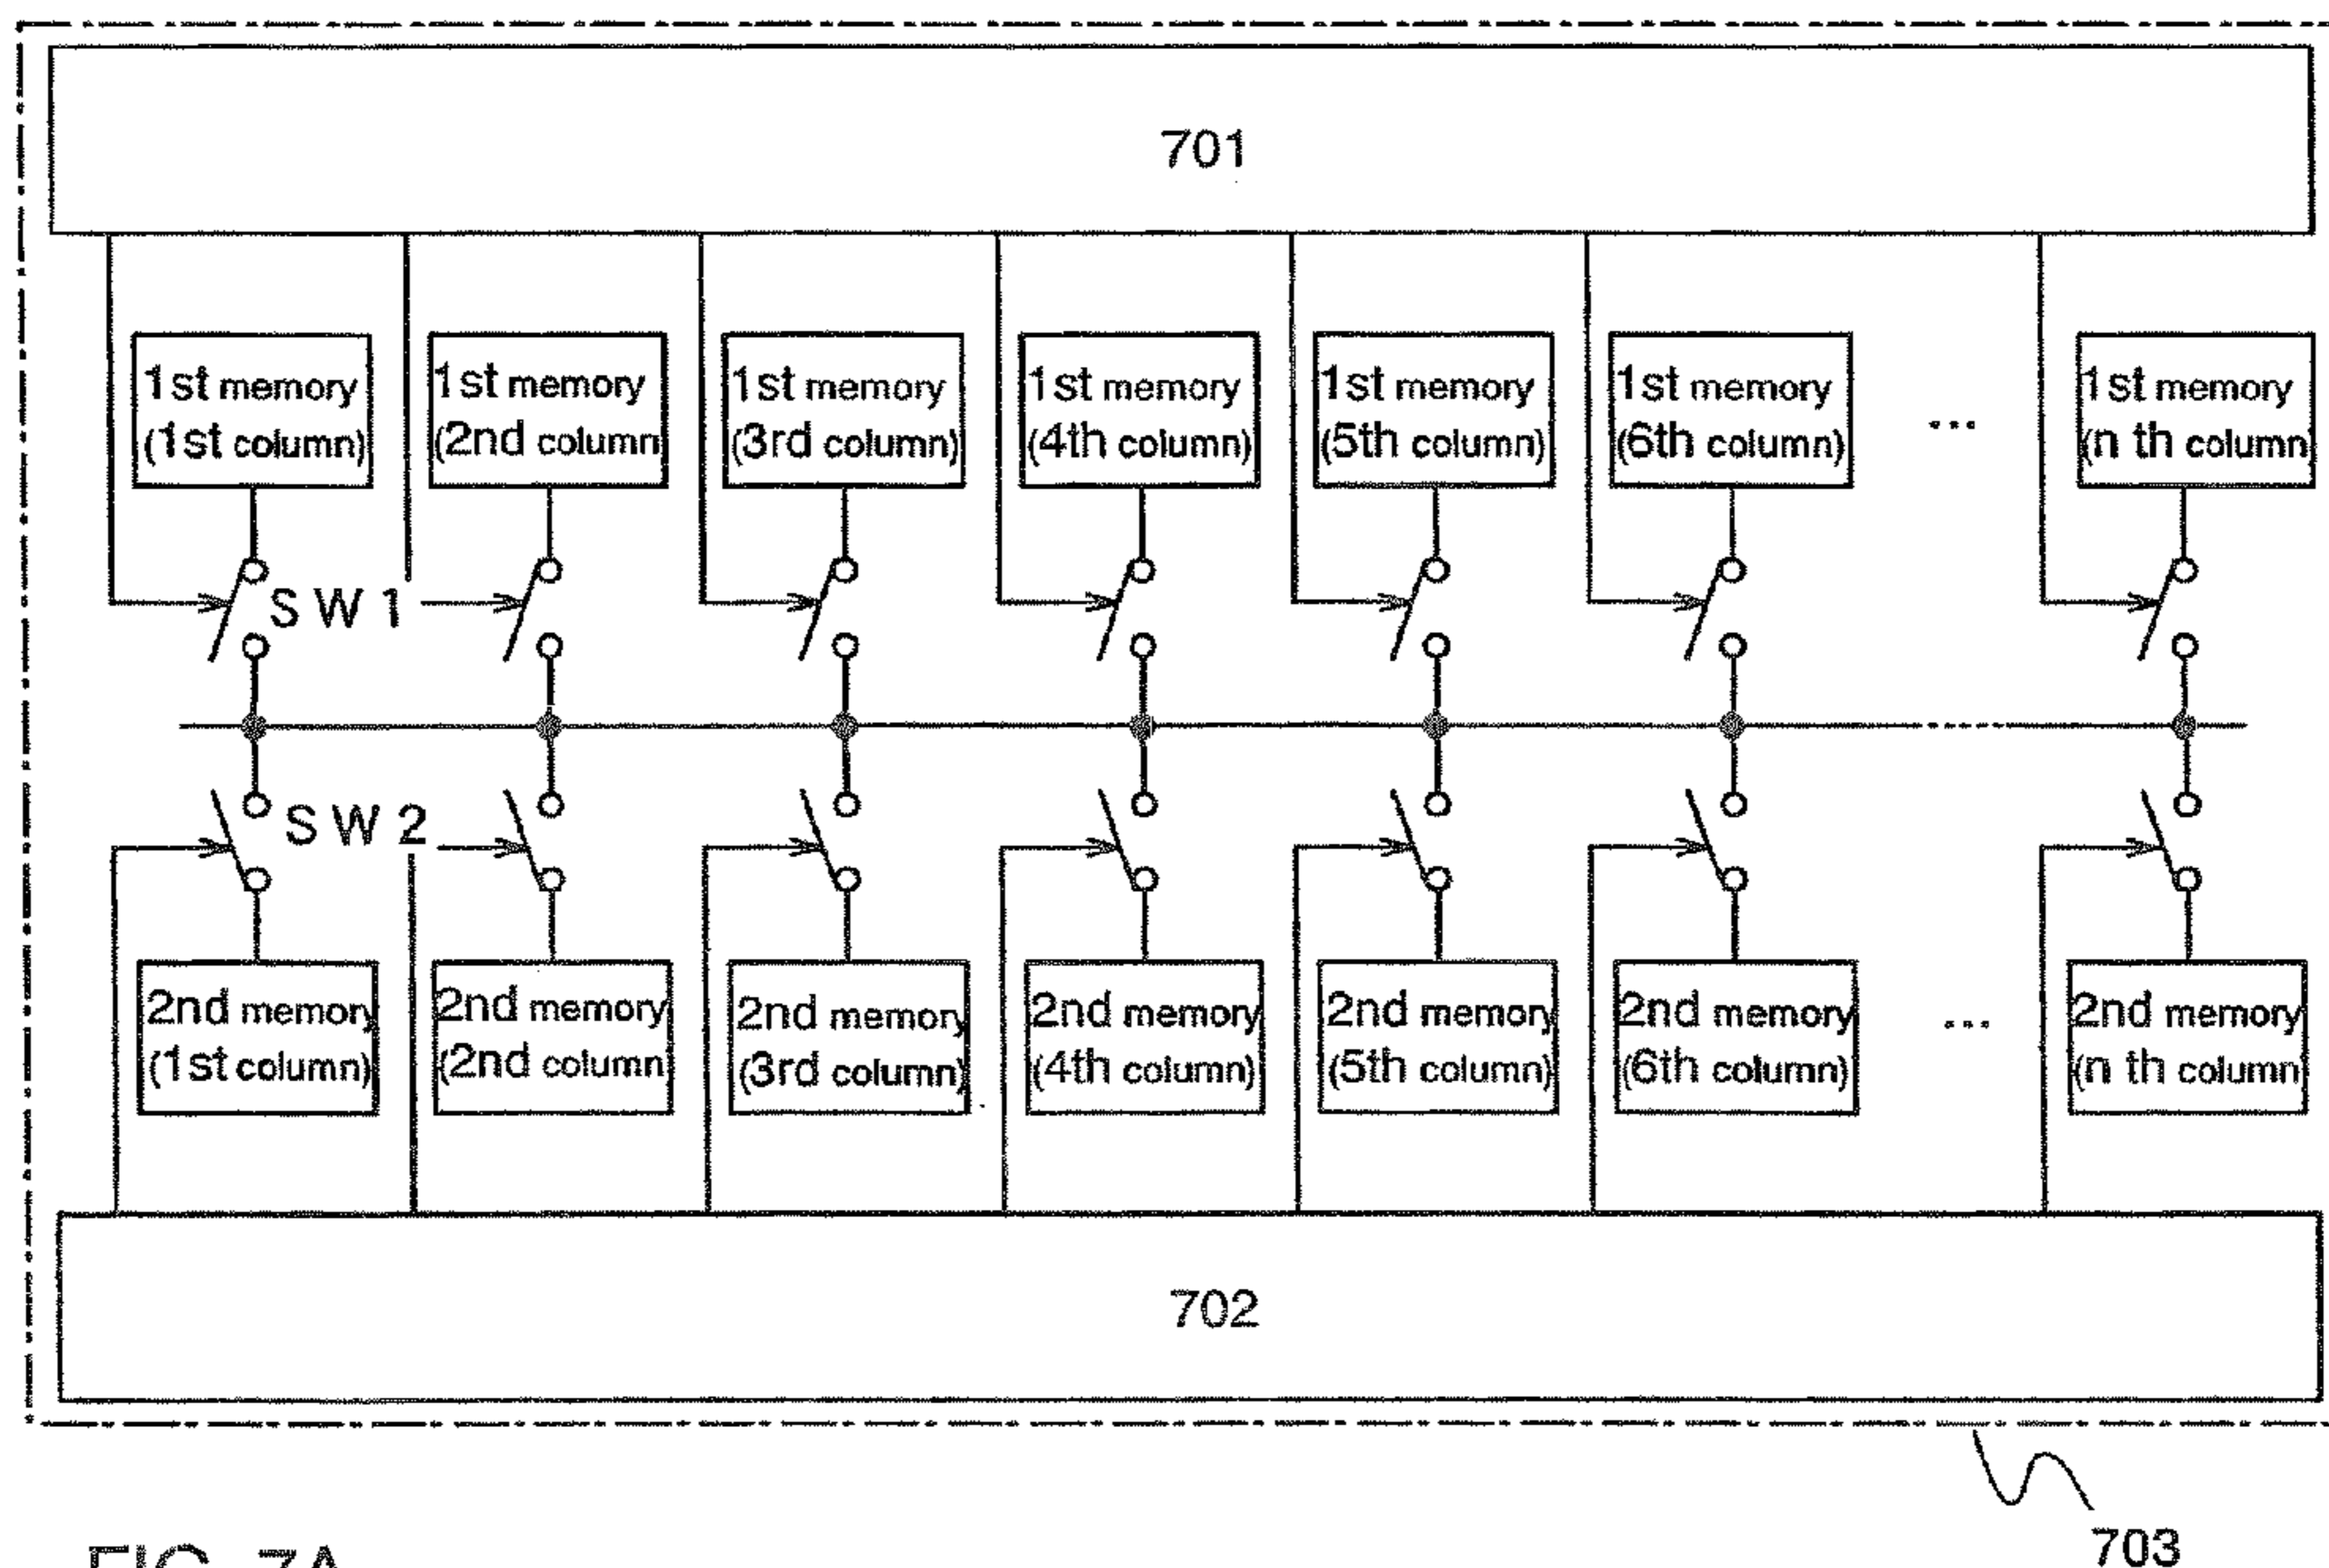 701
1st memory
(1st column)
1st memory
(2nd column
1st memory
(3rd column)
1st memory
(4th column)
1st memory
(5th column)
1st memory
(6th column)
...
1st memory
(n th column)
SW1
SW2
2nd memory
(1st column)
2nd memory
(2nd column
2nd memory
(3rd column)
2nd memory
(4th column)
2nd memory
(5th column)
2nd memory
(6th column)
...
2nd memory
(n th column
702
703
FIG. 7A